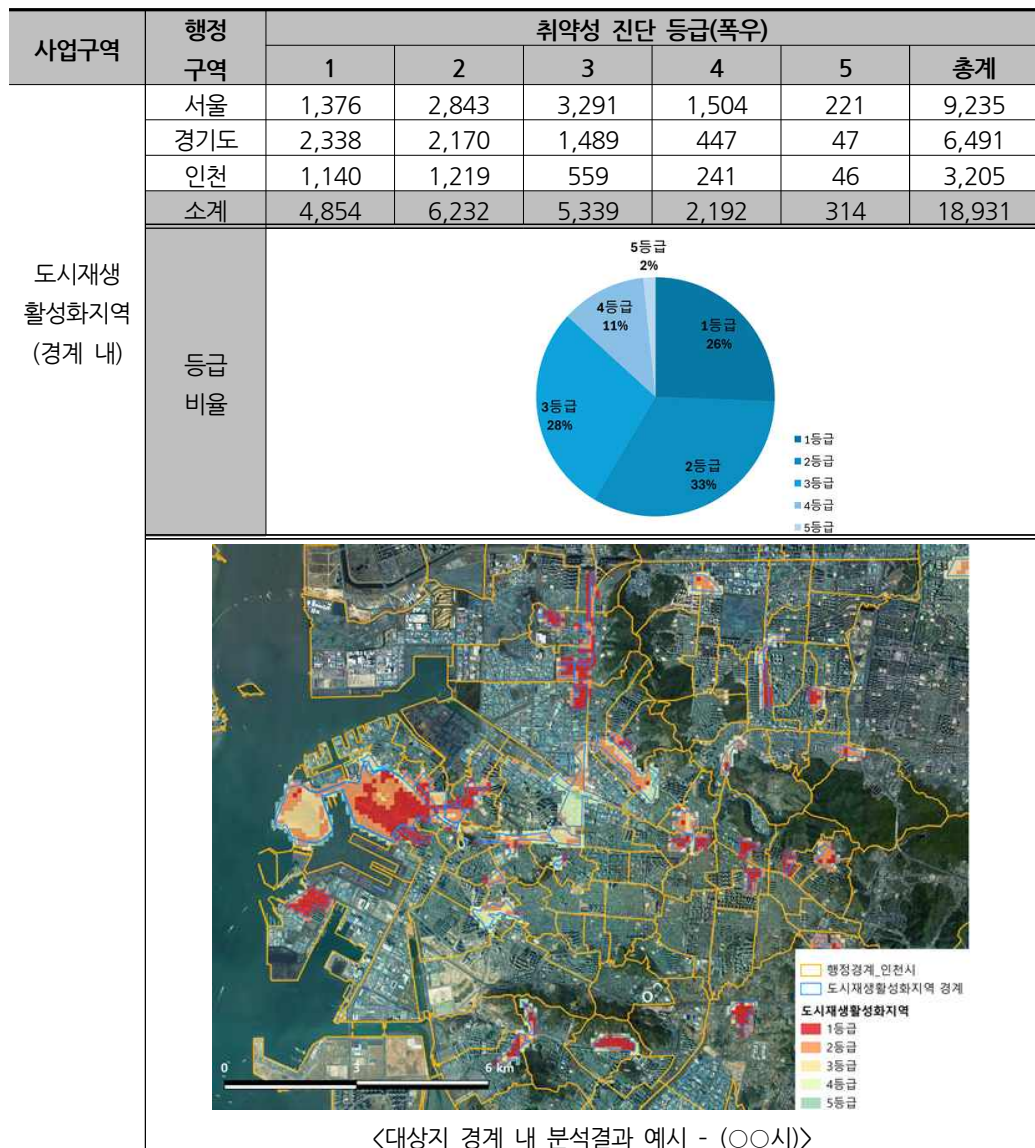 사업구역 행정 구역 취약성 진단 등급(폭우)
1 2 3 4 5 총계
서울 1,376 2,843 3,291 1,504 221 9,235
경기도 2,338 2,170 1,489 447 47 6,491
인천 1,140 1,219 559 241 46 3,205
소계 4,854 6,232 5,339 2,192 314 18,931
도시재생
활성화지역
(경계 내)
등급
비율
5등급
2%
4등급
11%
1등급
26%
3등급
28%
2등급
33%
1등급
2등급
3등급
4등급
5등급
행정경계_인천시
도시재생활성화지역 경계
도시재생활성화지역
1등급
2등급
3등급
4등급
5등급
0 3 6 km
<대상지 경계 내 분석결과 예시 - (○○시)>